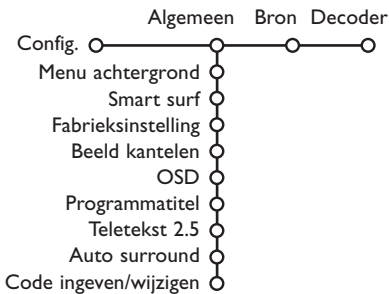 Algemeen Bron Decoder
Config.
Menu achtergrond
Smart surf
Fabrieksinstelling
Beeld kantelen
OSD
Programmatitel
Teletekst 2.5
Auto surround
Code ingeven/wijzigen